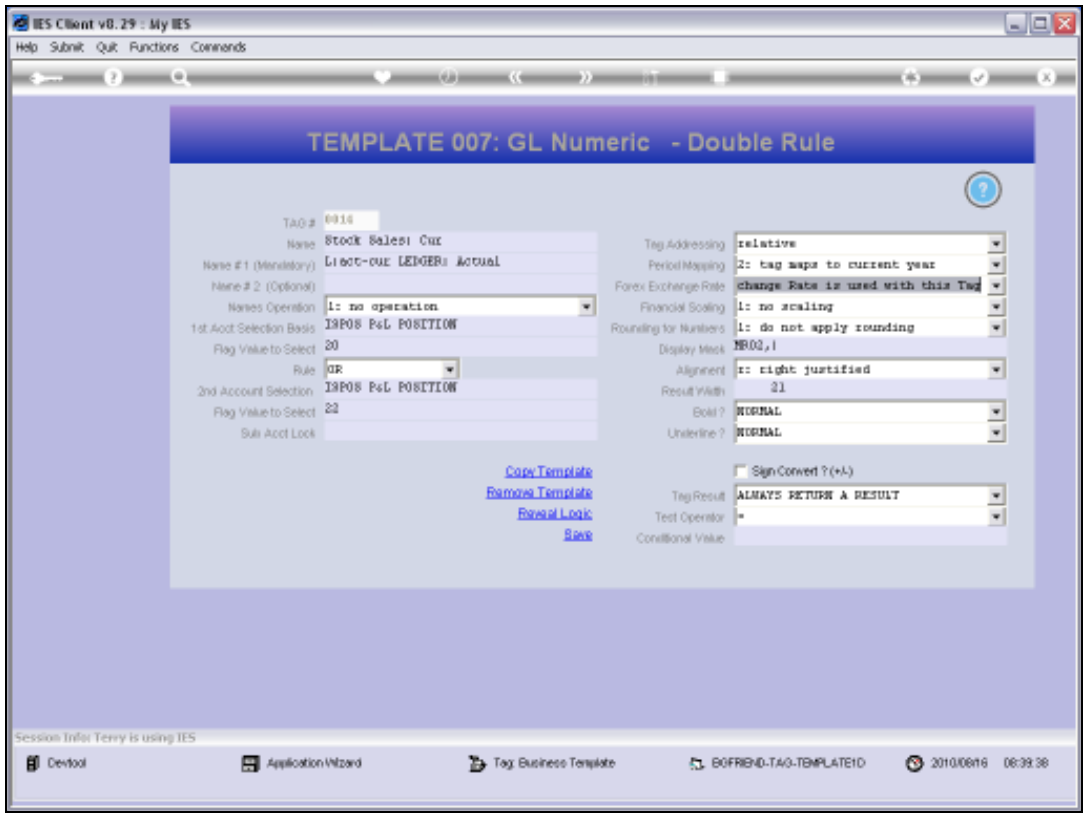 IES Client v8.29 : My IES
Help Submit Quit Functions Commands
TEMPLATE 007: GL Numeric - Double Rule
TAG #
Name Stock Sales: Cur
Name # 1 (Mandatory) L:act-cur LEDGER: Actual
Name # 2 (Optional)
Names Operation 1: no operation
1st Acct Selection Basis ISPOS P&L POSITION
Flag Value to Select 20
Rule OR
2nd Account Selection ISPOS P&L POSITION
Flag Value to Select 22
Sub Acct Lock
Tag Addressing relative
Period Mapping 2: tag maps to current year
Forex Exchange Rate change Rate is used with this Tag
Financial Scaling 1: no scaling
Rounding for Numbers 1: do not apply rounding
Display Mask MR02,|
Alignment r: right justified
Result Width 21
Bold ? NORMAL
Underline ? NORMAL
Copy Template
Remove Template
Reveal Logic
Save
Sign Convert ? (+/-)
Tag Result ALWAYS RETURN A RESULT
Test Operator =
Conditional Value
Session Info: Terry is using IES
Devtool Application Wizard Tag: Business Template BGFRIEND-TAG-TEMPLATE1D 2010/08/16 08:39:38